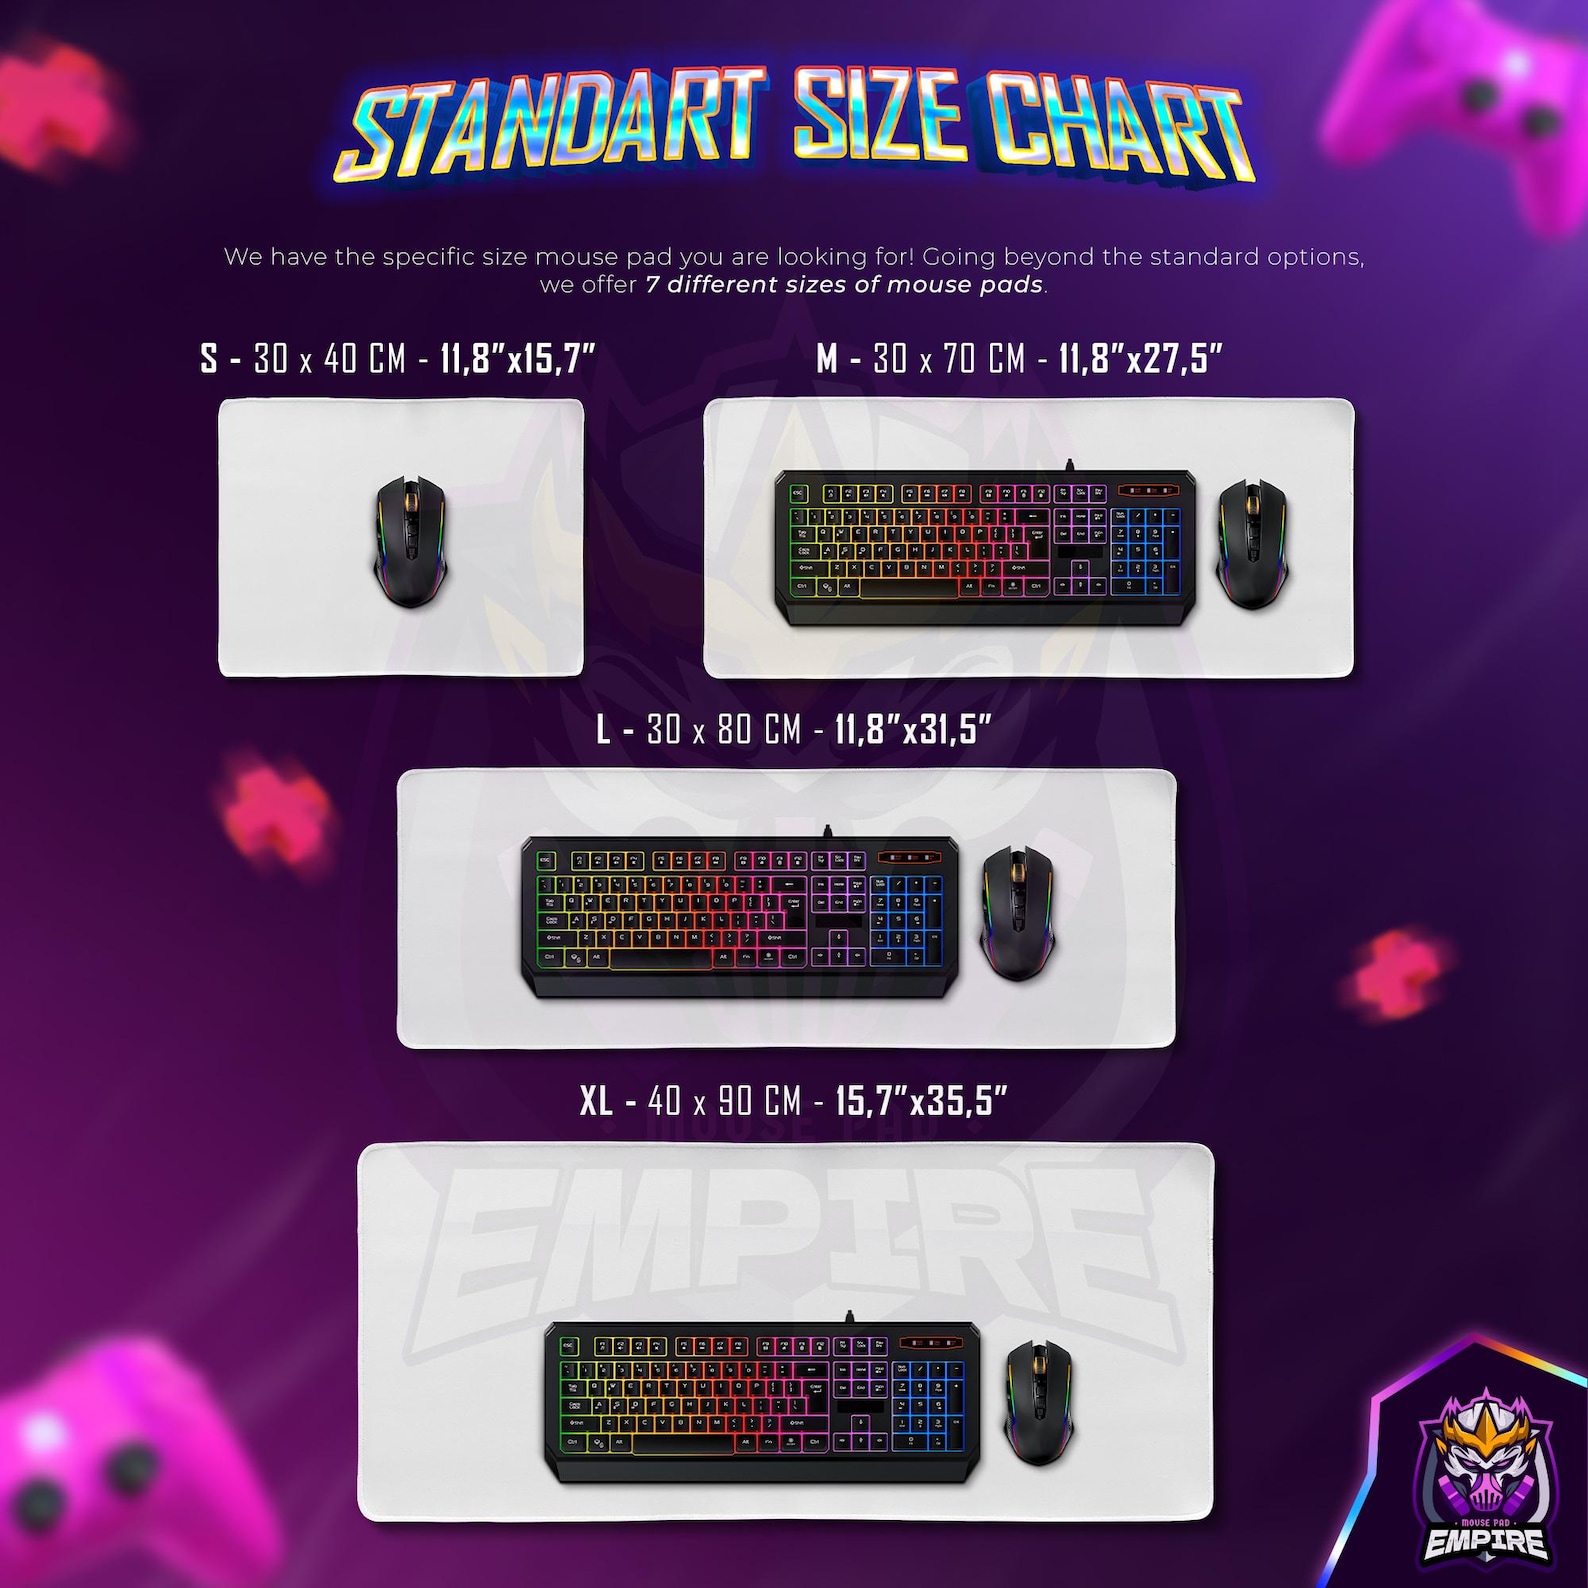 STANDART SIZE CHART
We have the specific size mouse pad you are looking for! Going beyond the standard options,
we offer 7 different sizes of mouse pads.
S - 30 x 40 CM - 11,8”x15,7”
M - 30 x 70 CM - 11,8”x27,5”
L - 30 x 80 CM - 11,8”x31,5”
XL - 40 x 90 CM - 15,7”x35,5”
MOUSE PAD
EMPIRE
· MOUSE PAD ·
EMPIRE